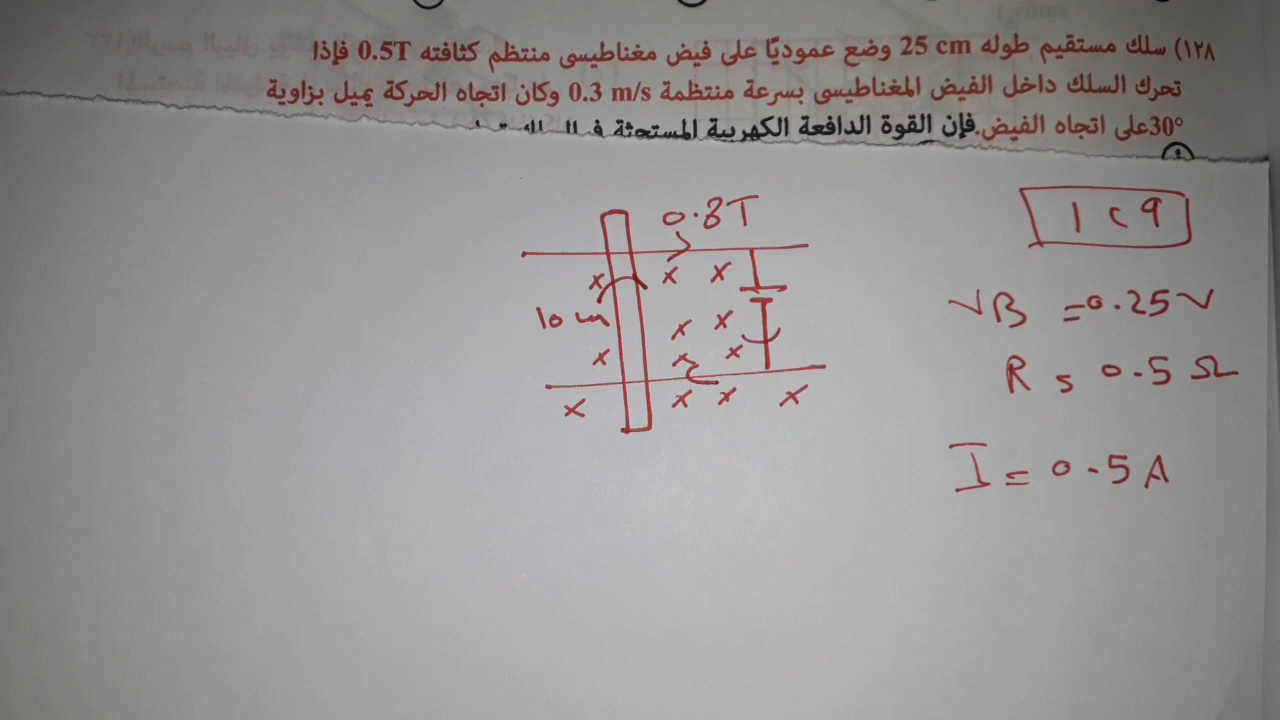 ١٢٨) سلك مستقيم طوله 25 cm وضع عموديًا على فيض مغناطيسى منتظم كثافته 0.5T فإذا
تحرك السلك داخل الفيض المغناطيسى بسرعة منتظمة 0.3 m/s وكان اتجاه الحركة يميل بزاوية
30° على اتجاه الفيض. فإن القوة الدافعة الكهربية المستحثة فى
0.8T
x x x
10 cm
x x
x x x
x x x x
VB = 0.25 V
R = 0.5 Ω
I = 0.5 A